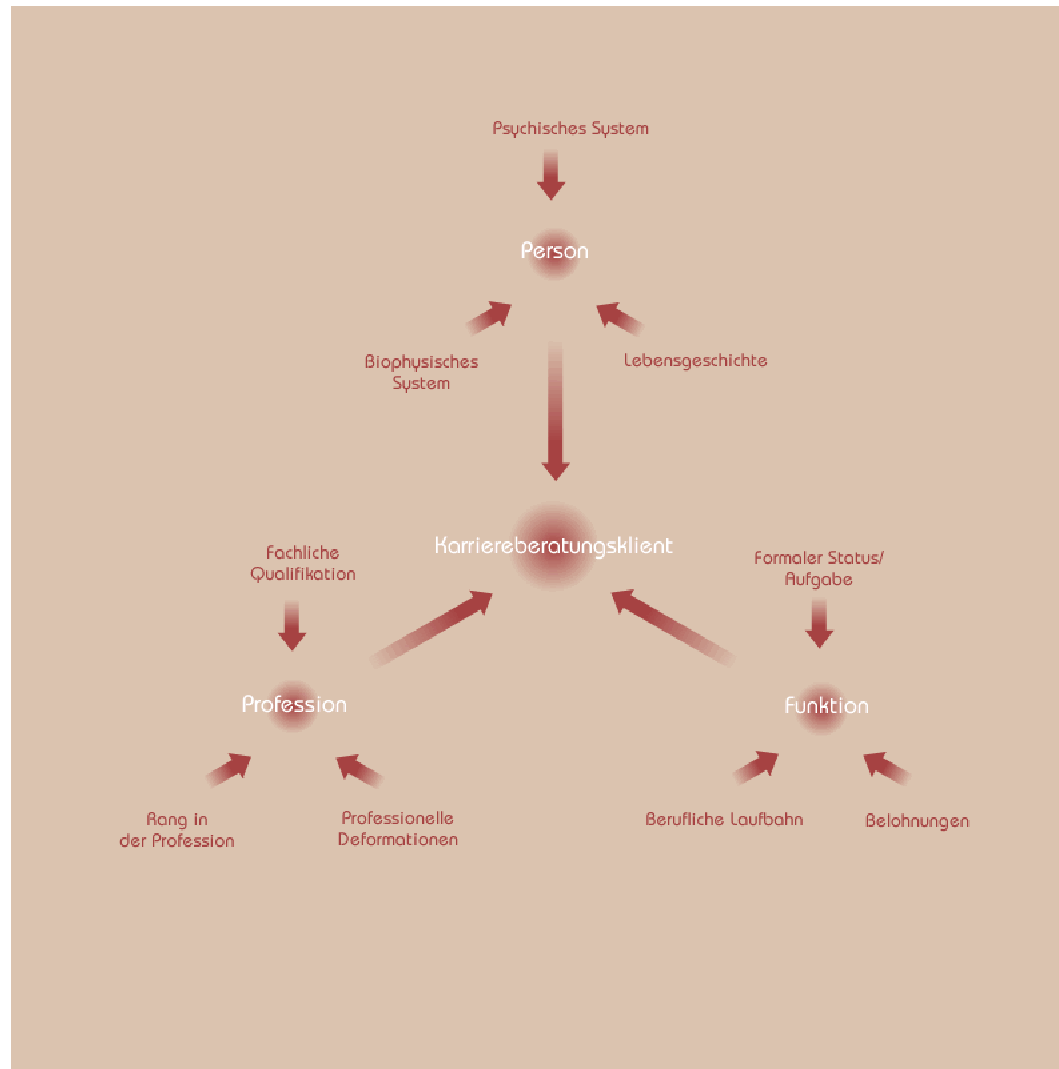 Psychisches System
Person
Biophysisches
System
Lebensgeschichte
Karriereberatungsklient
Fachliche
Qualifikation
Formaler Status/
Aufgabe
Profession
Funktion
Rang in
der Profession
Professionelle
Deformationen
Berufliche Laufbahn
Belohnungen